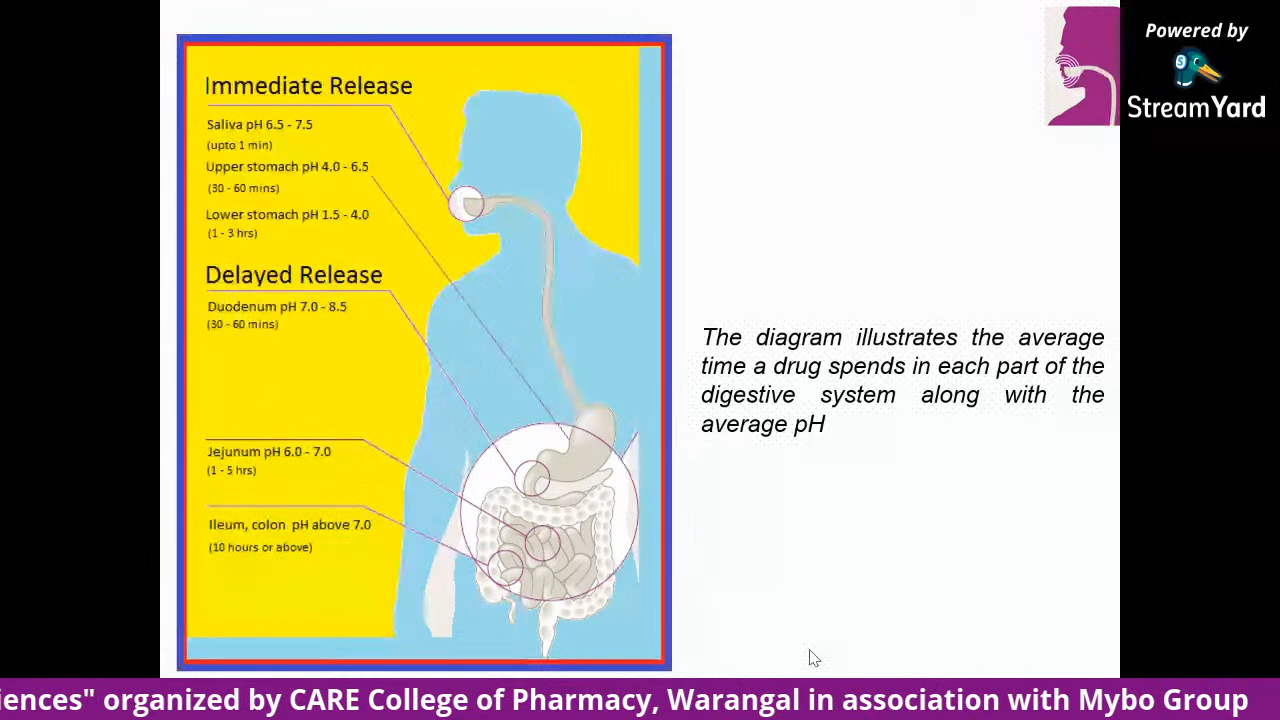 Immediate Release
Saliva pH 6.5 - 7.5
(upto 1 min)
Upper stomach pH 4.0 - 6.5
(30 - 60 mins)
Lower stomach pH 1.5 - 4.0
(1 - 3 hrs)
Delayed Release
Duodenum pH 7.0 - 8.5
(30 - 60 mins)
Jejunum pH 6.0 - 7.0
(1 - 5 hrs)
Ileum, colon pH above 7.0
(10 hours or above)
The diagram illustrates the average
time a drug spends in each part of the
digestive system along with the
average pH
Powered by
StreamYard
iences" organized by CARE College of Pharmacy, Warangal in association with Mybo Group